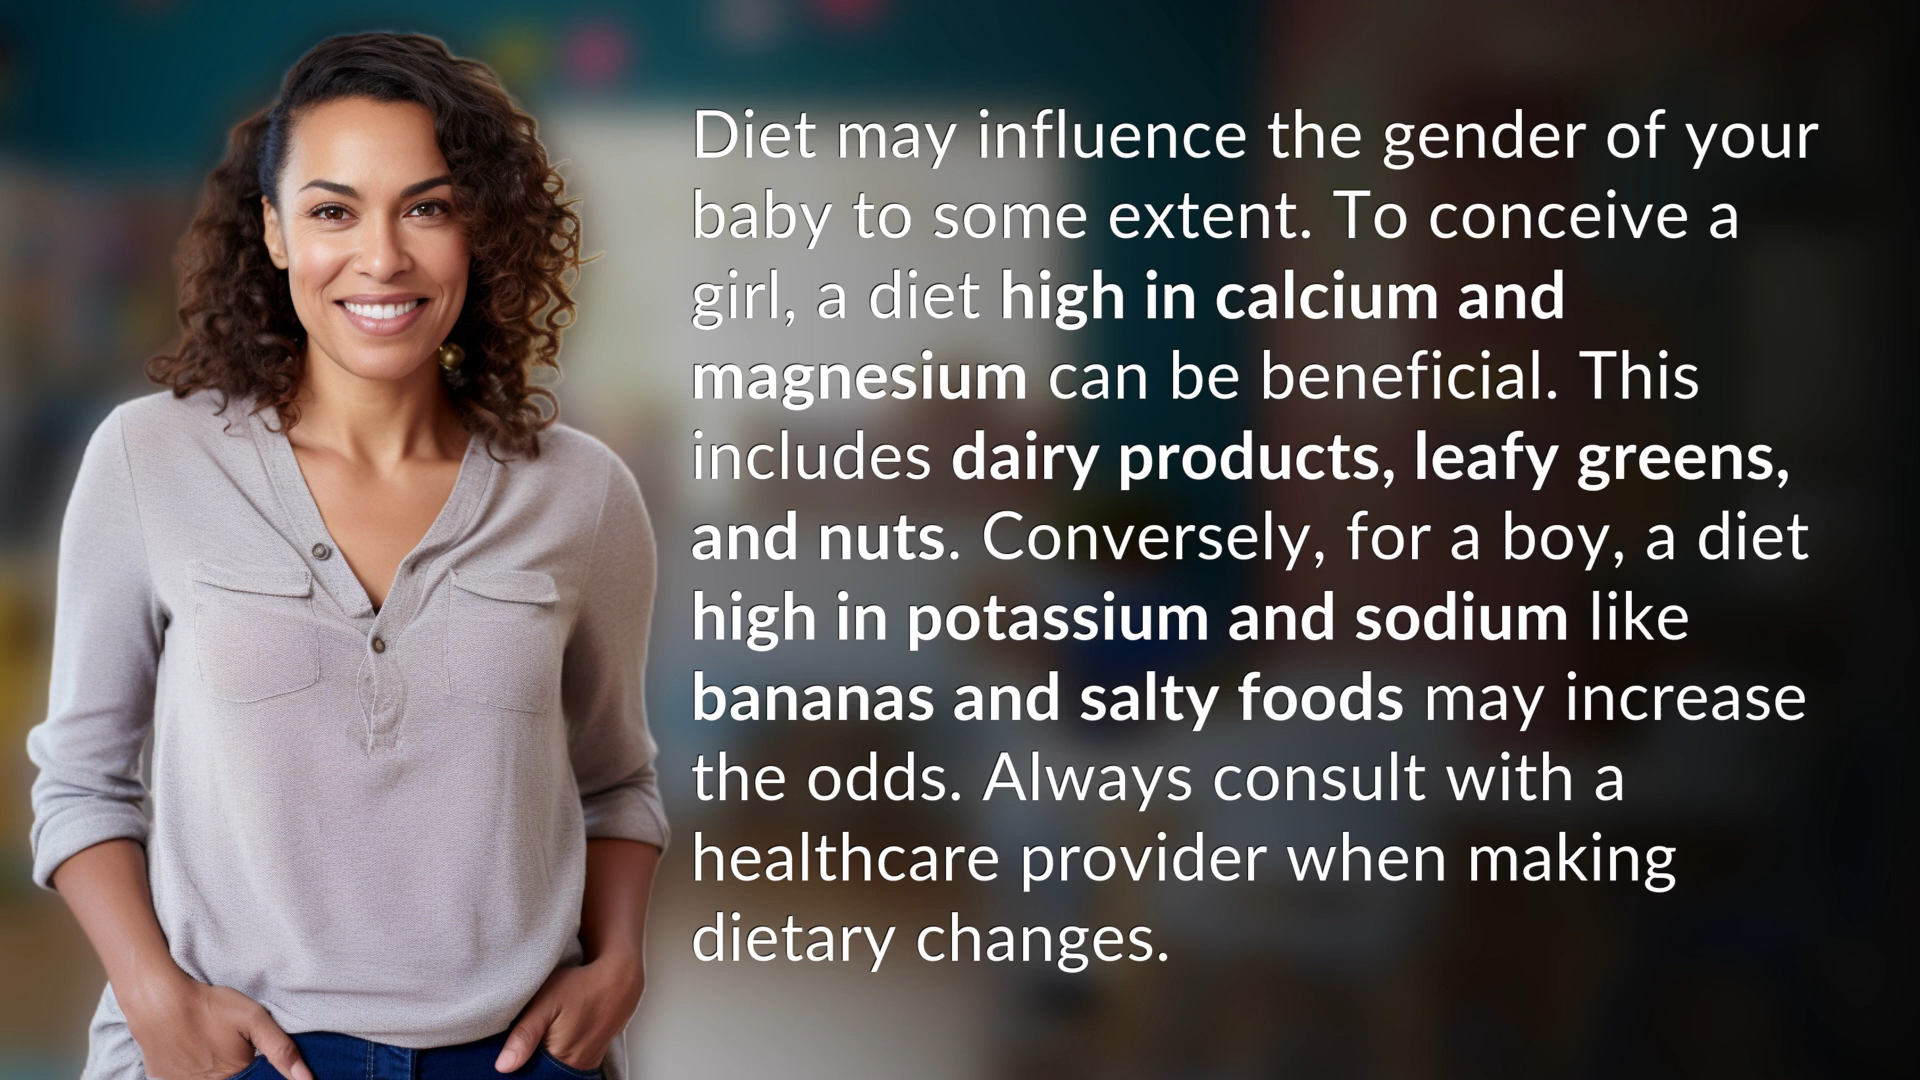 Diet may influence the gender of your
baby to some extent. To conceive a
girl, a diet high in calcium and
magnesium can be beneficial. This
includes dairy products, leafy greens,
and nuts. Conversely, for a boy, a diet
high in potassium and sodium like
bananas and salty foods may increase
the odds. Always consult with a
healthcare provider when making
dietary changes.